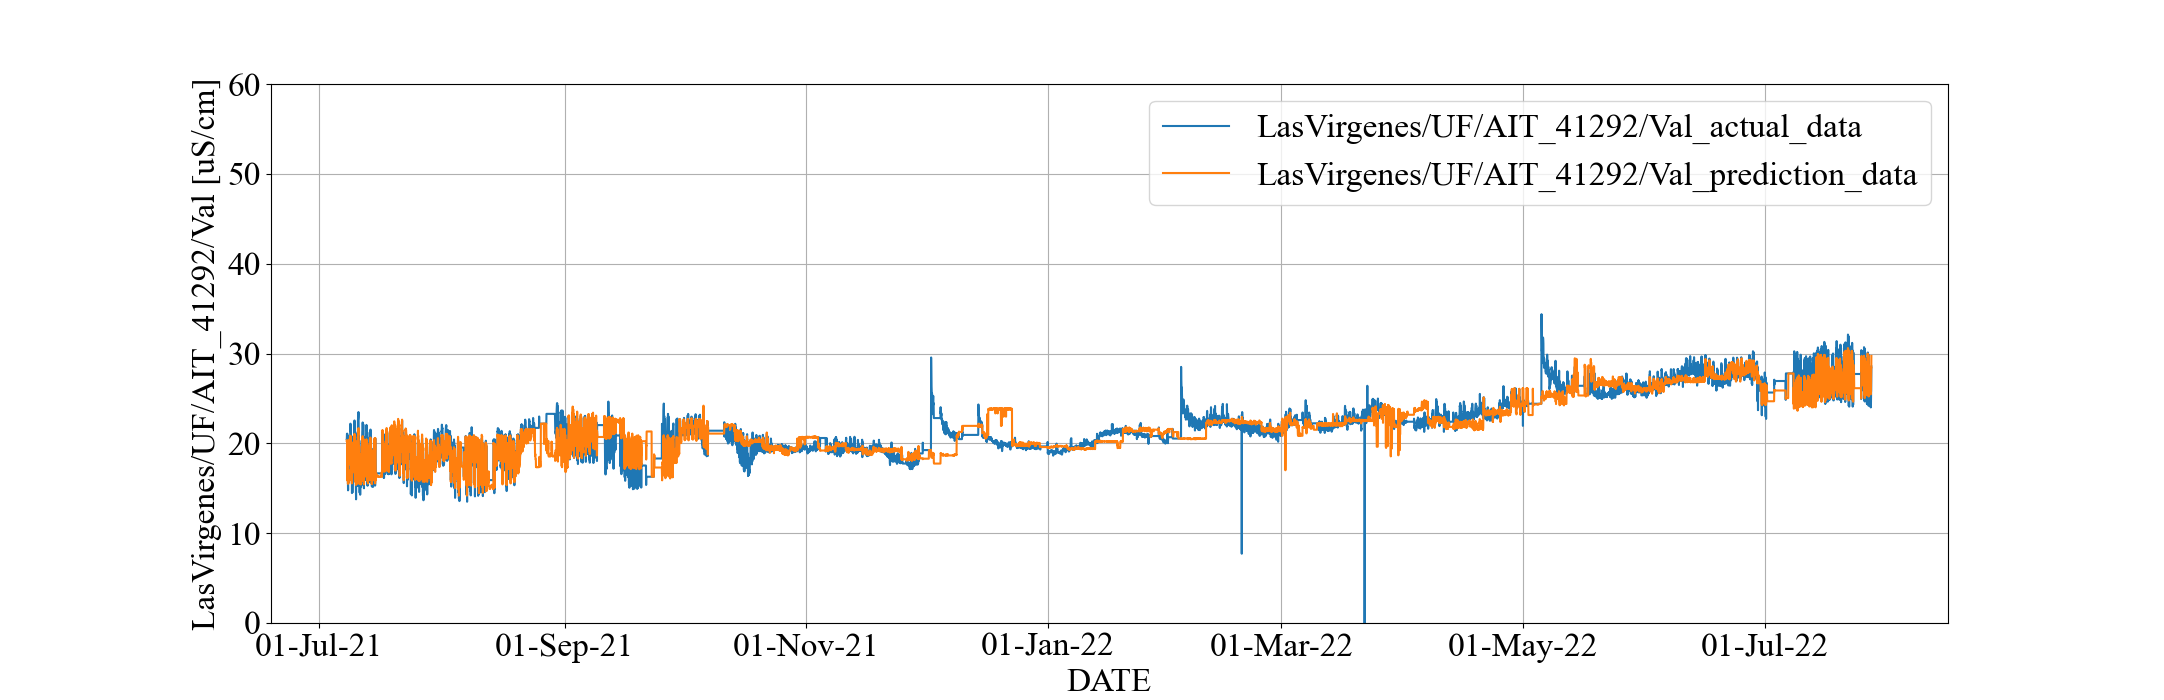 LasVirgenes/UF/AIT_41292/Val [uS/cm]
60
50
40
30
20
10
0
LasVirgenes/UF/AIT_41292/Val_actual_data
LasVirgenes/UF/AIT_41292/Val_prediction_data
01-Jul-21 01-Sep-21 01-Nov-21 01-Jan-22 01-Mar-22 01-May-22 01-Jul-22
DATE